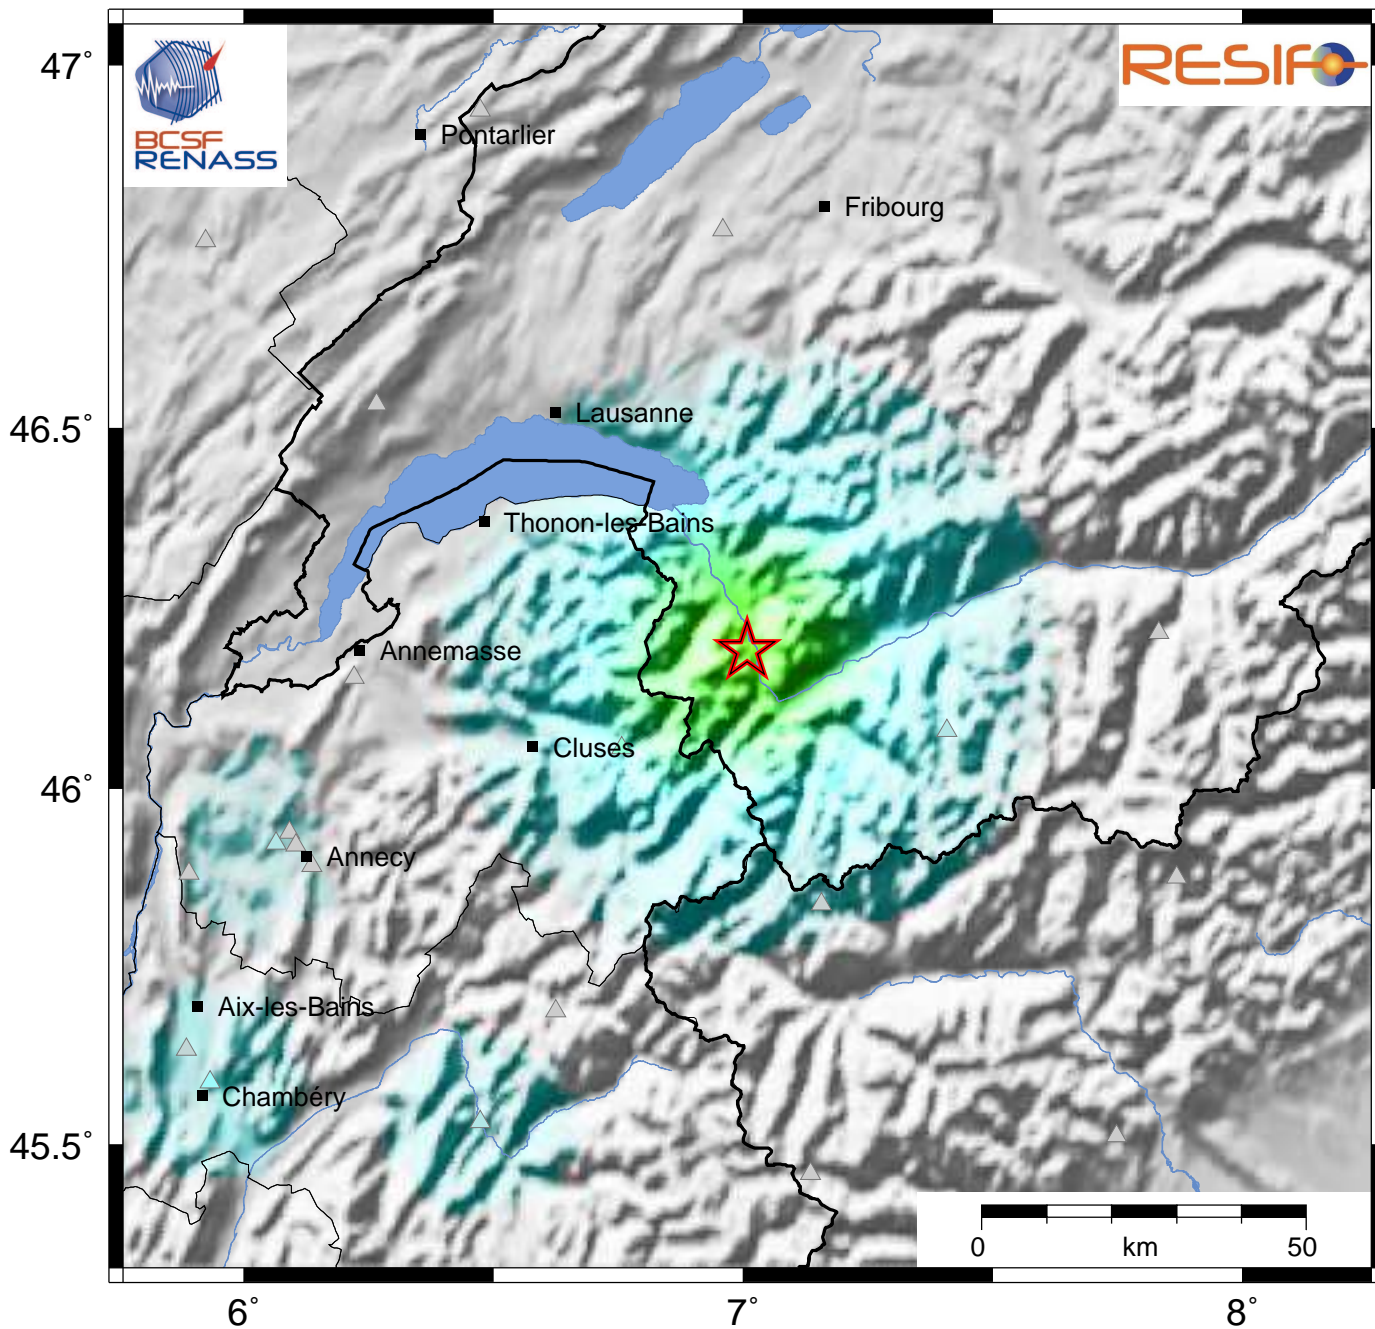 47°
BCSF
RENASS
RESIF
Pontarlier
Fribourg
46.5°
Lausanne
Thonon-les-Bains
Annemasse
Cluses
46°
Annecy
Aix-les-Bains
Chambéry
45.5°
0 km 50
6° 7° 8°